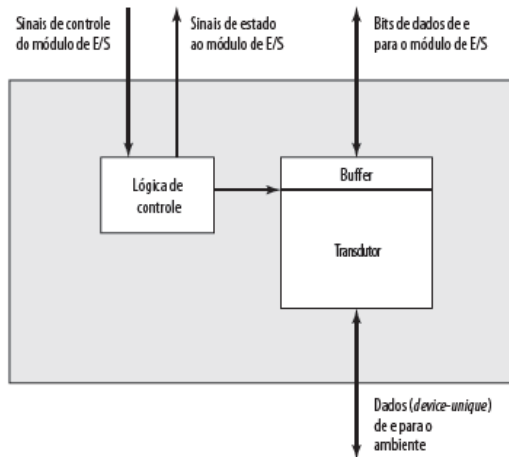 Sinais de controle
do módulo de E/S
Sinais de estado
ao módulo de E/S
Bits de dados de e
para o módulo de E/S
Lógica de
controle
Buffer
Transdutor
Dados (device-unique)
de e para o
ambiente